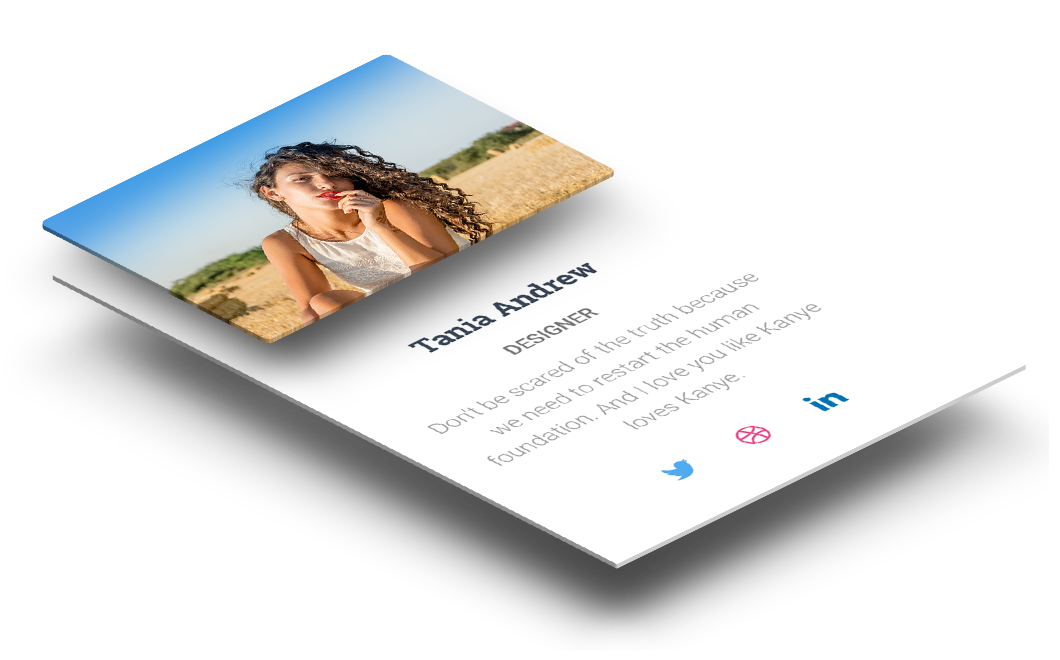 Tania Andrew
DESIGNER
Don't be scared of the truth because
we need to restart the human
foundation. And I love you like Kanye
loves Kanye.
in